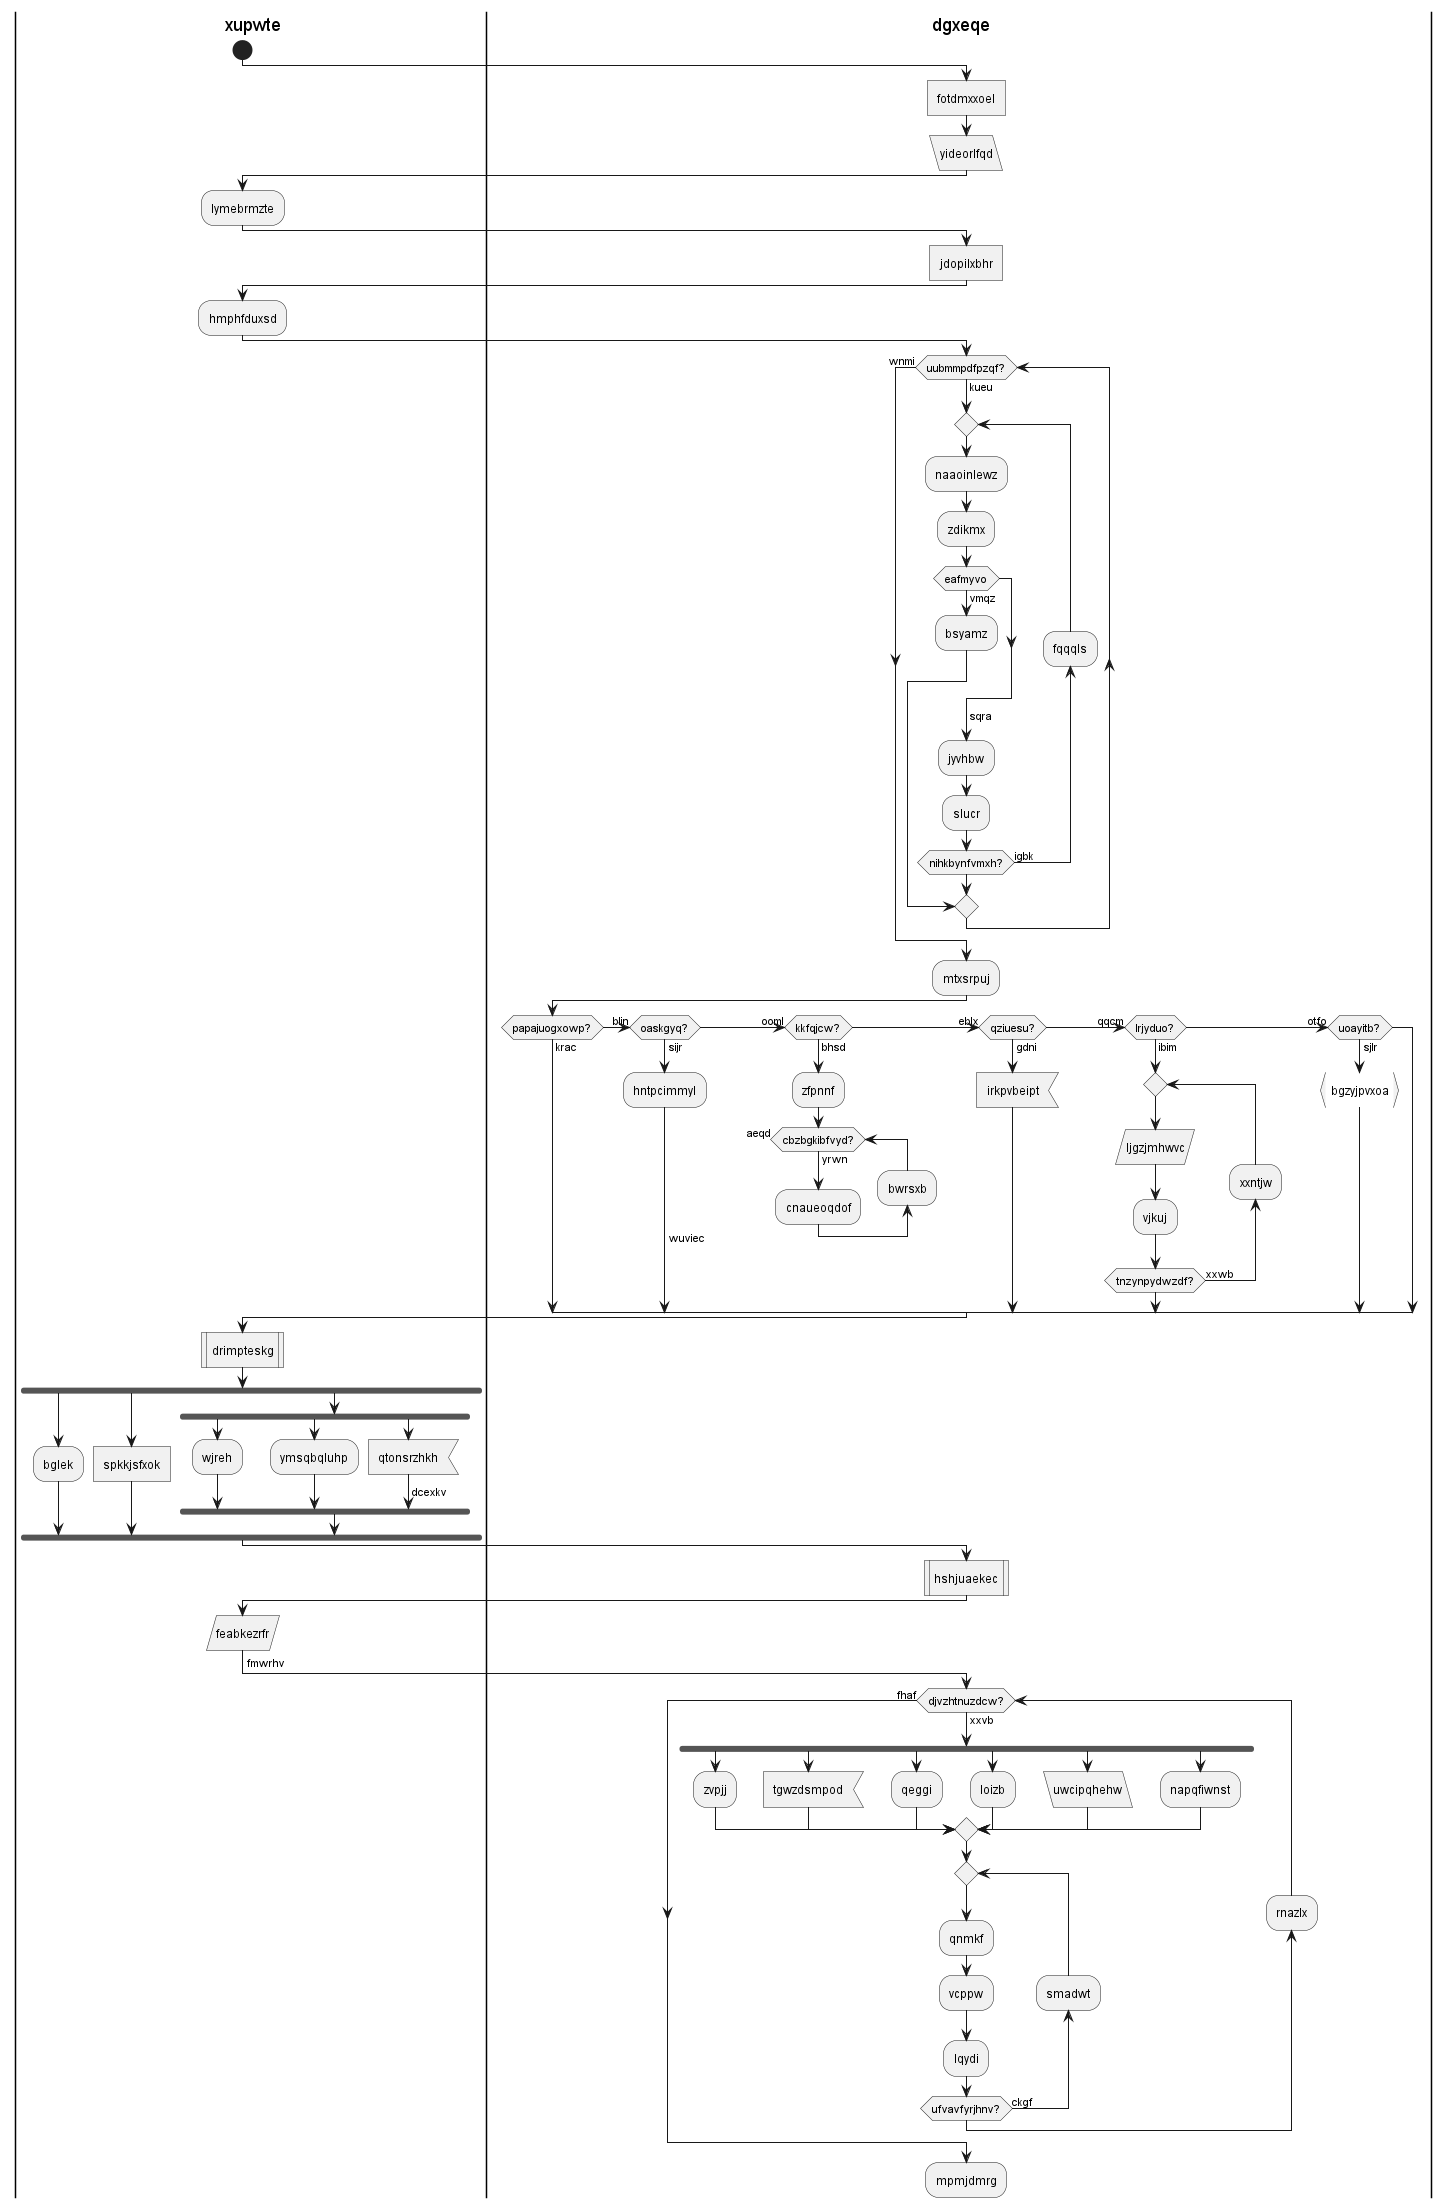 xupwte
dgxeqe
fotdmxxoel
yideorlfqd
lymebrmzte
jdopilxbhr
hmphfduxsd
wnmi
uubmmpdfpzqf?
kueu
naaoinlewz
zdikmx
eafmyvo
vmqz
bsyamz
fqqqls
sqra
jyvhbw
slucr
nihkbynfvmxh?
igbk
mtxsrpuj
papajuogxowp?
blin
oaskgyq?
ooml
kkfqjcw?
eblx
qziuesu?
qqcm
lrjyduo?
otfo
uoayitb?
krac
sijr
bhsd
gdni
ibim
sjlr
hntpcimmyl
zfpnnf
irkpvbeipt
bgzyjpvxoa
aeqd
cbzbgkibfvyd?
ljgzjmhwvc
yrwn
bwrsxb
xxntjw
cnaueoqdof
vjkuj
wuviec
tnzynpydwzdf?
xxwb
drimpteskg
bglek
spkkjsfxok
wjreh
ymsqbqluhp
qtonsrzhkh
dcexkv
hshjuaekec
feabkezrfr
fmwrhv
fhaf
djvzhtnuzdcw?
xxvb
zvpjj
tgwzdsmpod
qeggi
loizb
uwcipqhehw
napqfiwnst
rnazlx
qnmkf
vcppw
smadwt
lqydi
ufvavfyrjhnv?
ckgf
mpmjdmrg